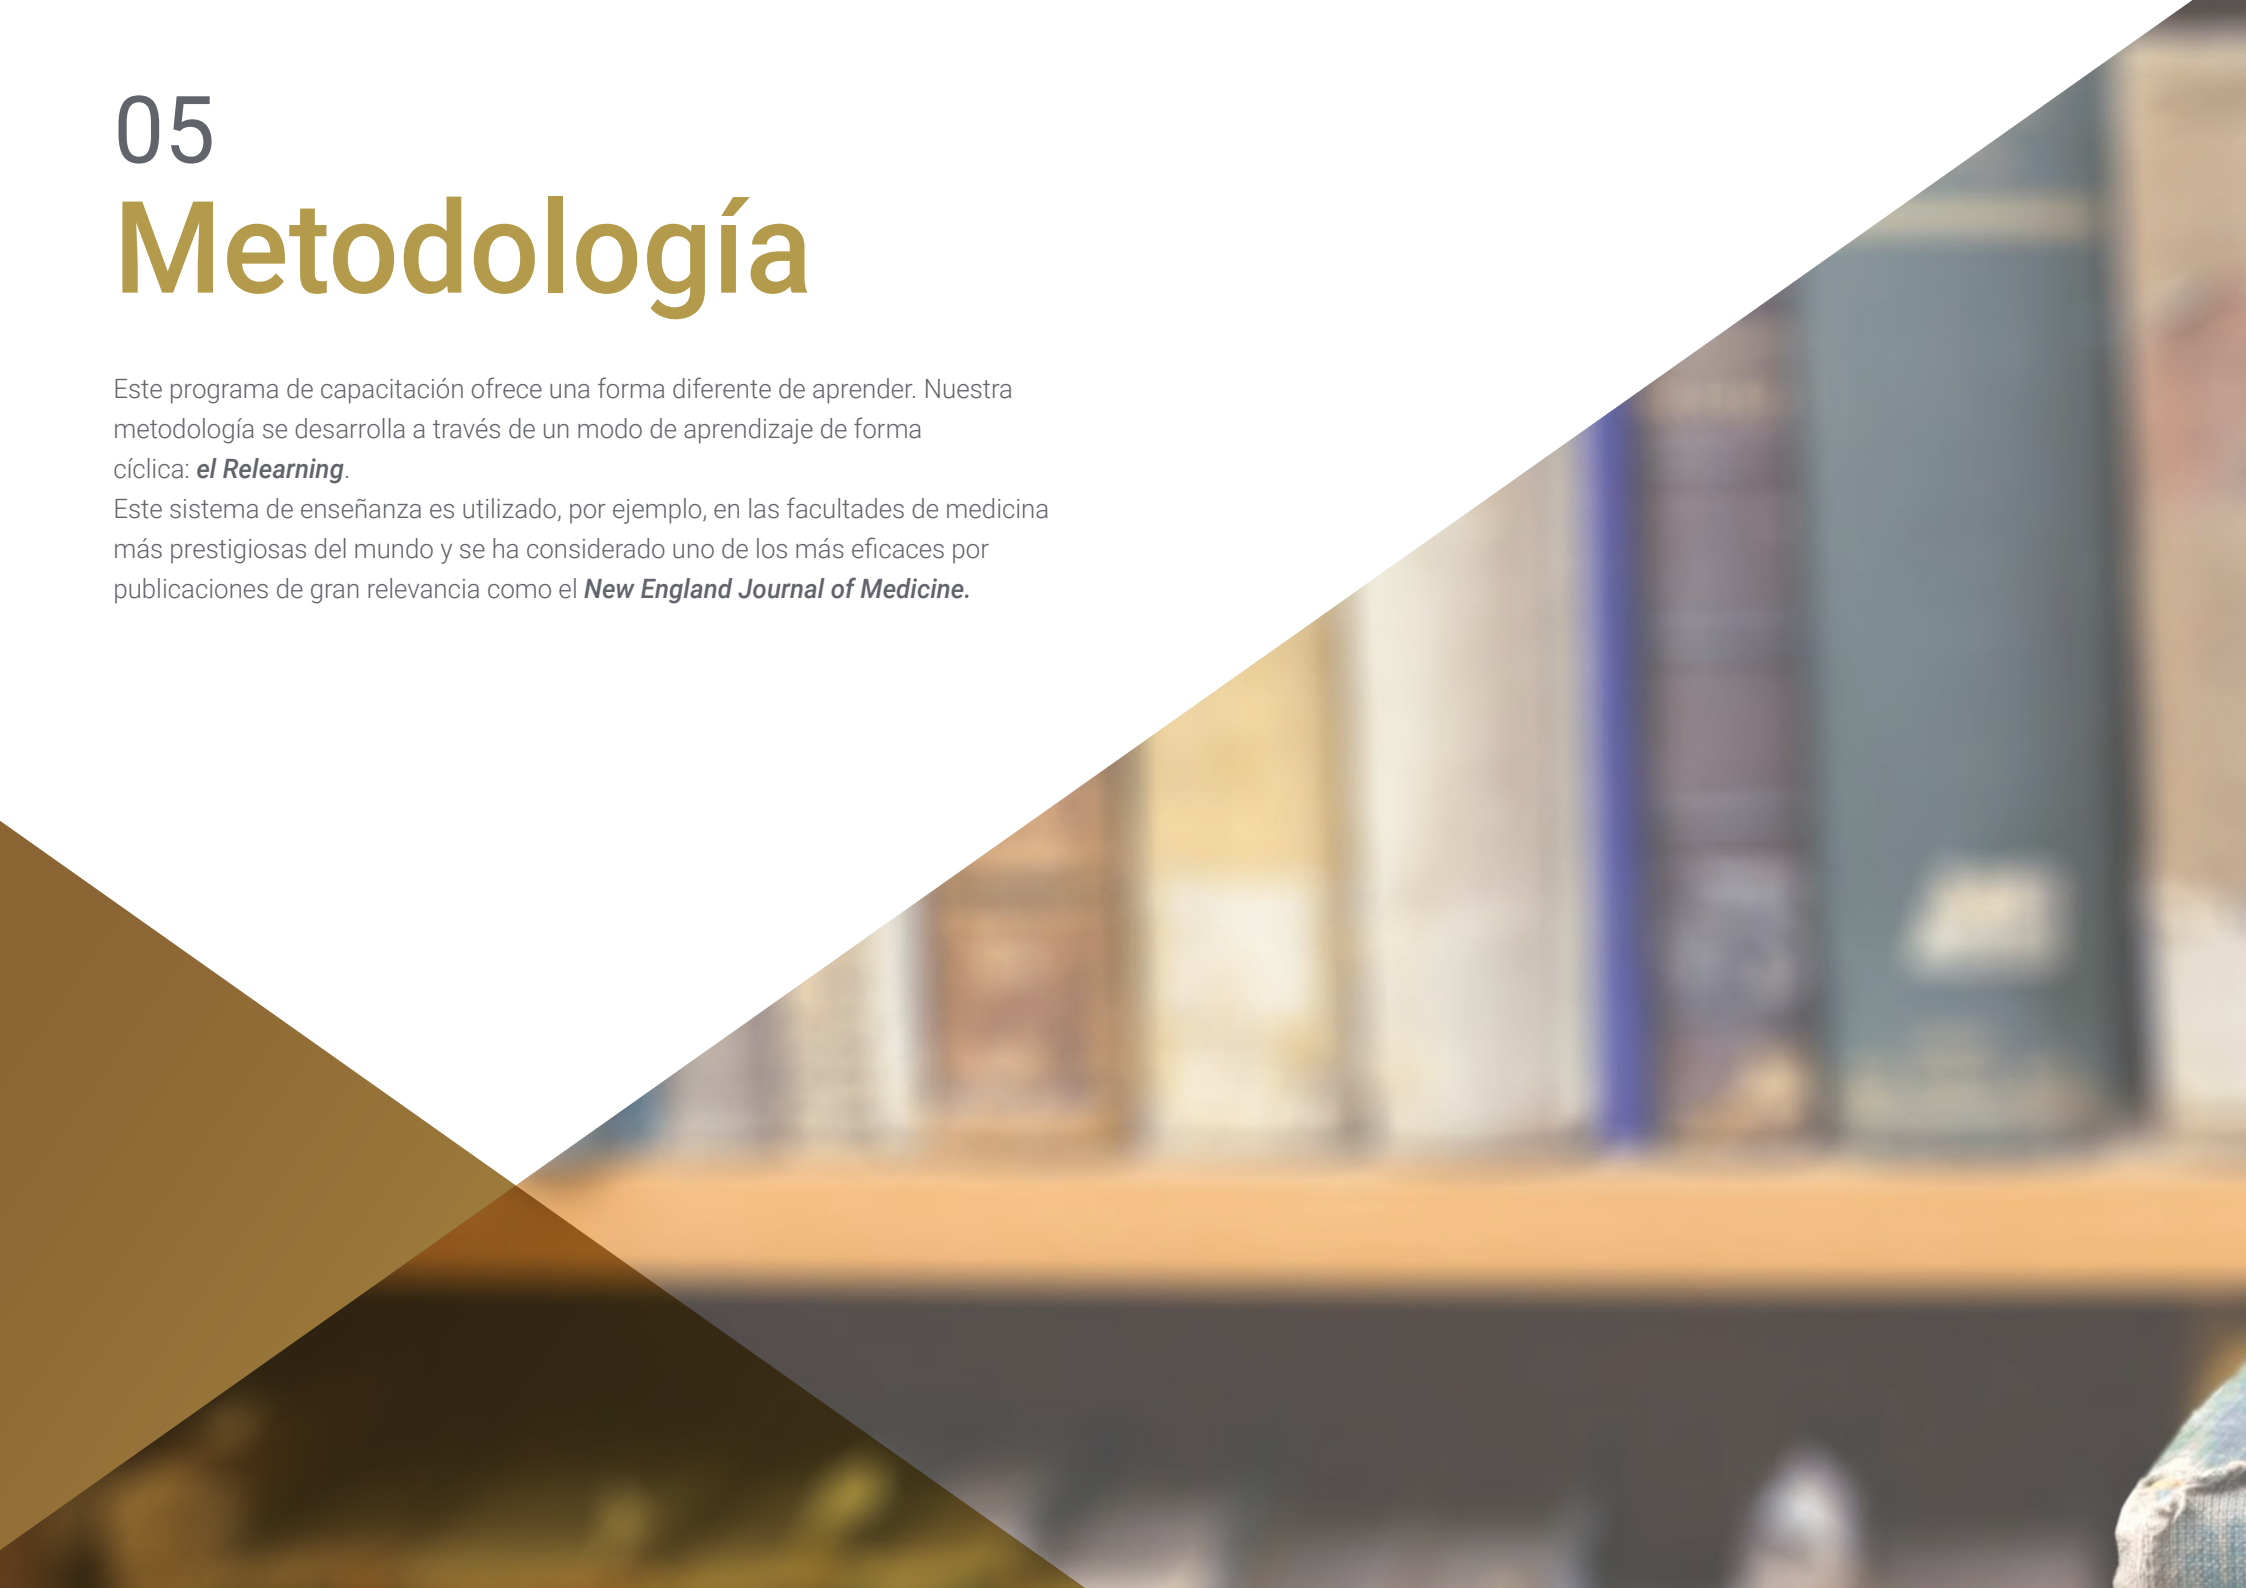 05
Metodología
Este programa de capacitación ofrece una forma diferente de aprender. Nuestra
metodología se desarrolla a través de un modo de aprendizaje de forma
cíclica: el Relearning.
Este sistema de enseñanza es utilizado, por ejemplo, en las facultades de medicina
más prestigiosas del mundo y se ha considerado uno de los más eficaces por
publicaciones de gran relevancia como el New England Journal of Medicine.